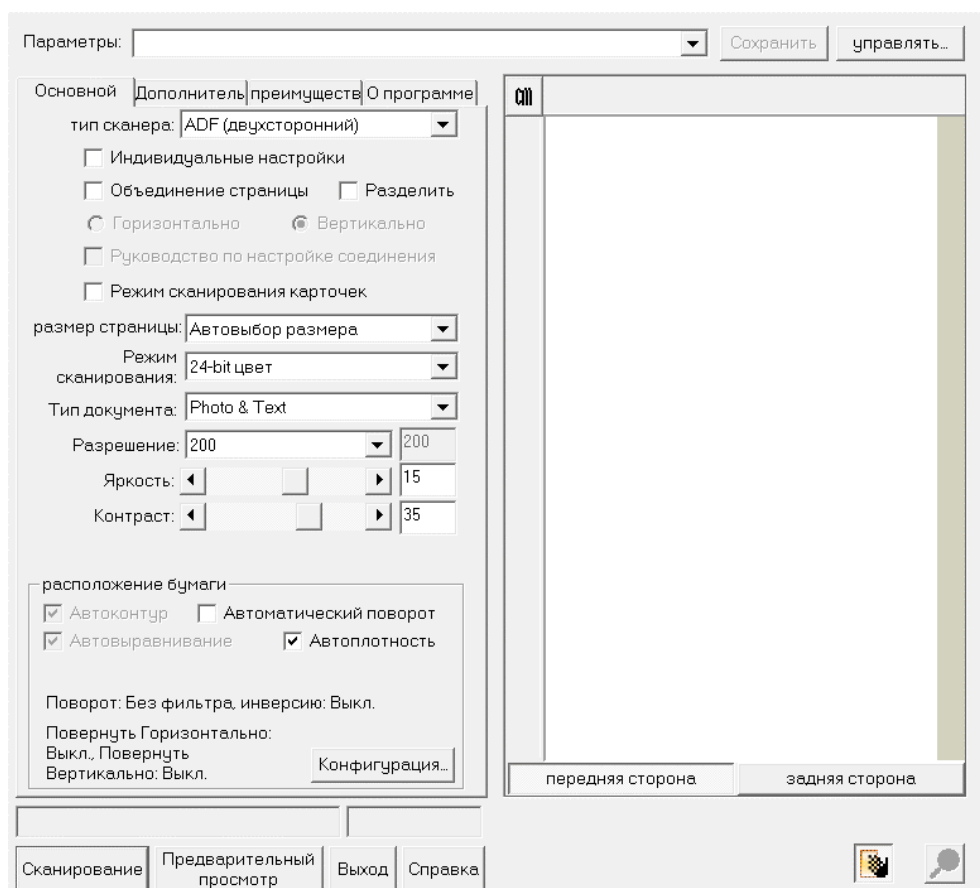 Параметры: Сохранить управлять...
Основной Дополнитель преимуществ О программе
cm
тип сканера: ADF (двухсторонний)
Индивидуальные настройки
Объединение страницы Разделить
Горизонтально Вертикально
Руководство по настройке соединения
Режим сканирования карточек
размер страницы: Автовыбор размера
Режим
сканирования: 24-bit цвет
Тип документа: Photo & Text
Разрешение: 200 200
Яркость: 15
Контраст: 35
расположение бумаги
Автоконтур Автоматический поворот
Автовыравнивание Автоплотность
Поворот: Без фильтра, инверсию: Выкл.
Повернуть Горизонтально:
Выкл., Повернуть
Вертикально: Выкл.
Конфигурация...
передняя сторона задняя сторона
Сканирование Предварительный
просмотр Выход Справка